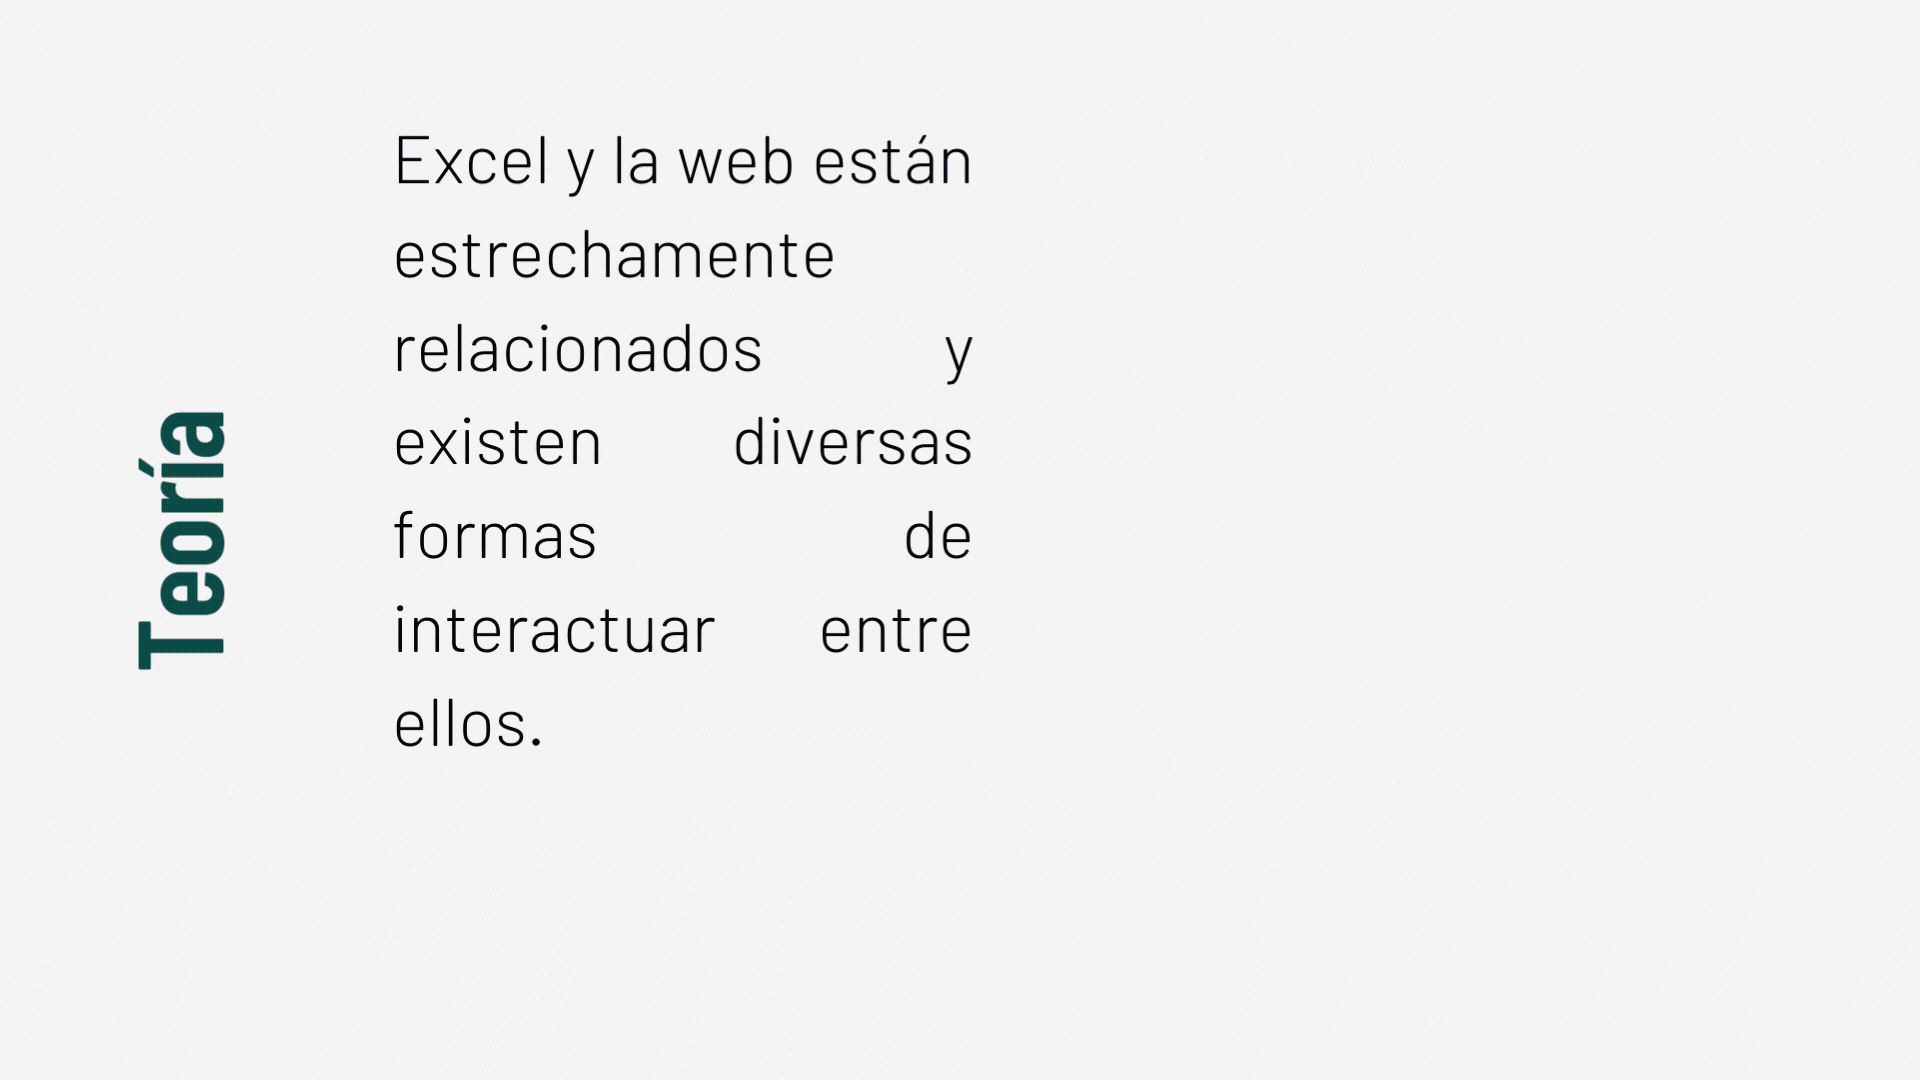 Teoría
Excel y la web están
estrechamente
relacionados y
existen diversas
formas de
interactuar entre
ellos.